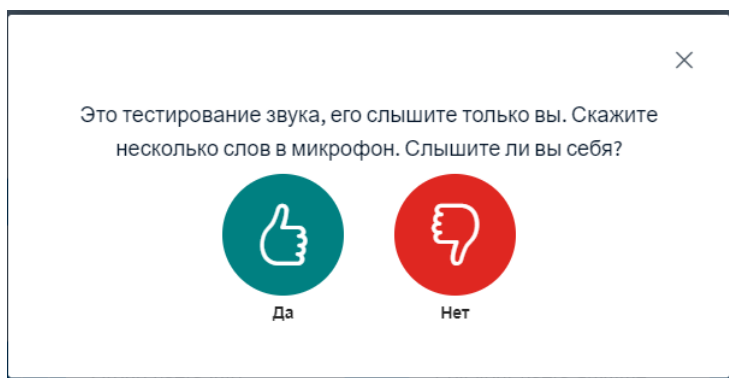 Это тестирование звука, его слышите только вы. Скажите
несколько слов в микрофон. Слышите ли вы себя?
Да
Нет